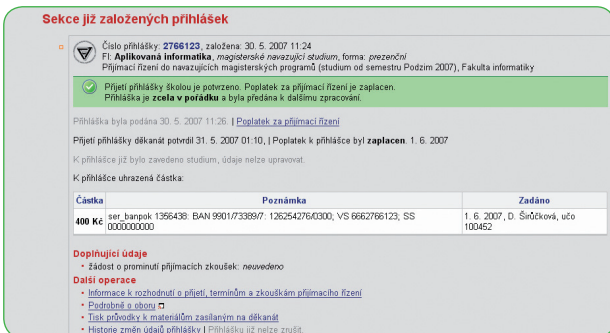 Sekce již založených přihlášek
Číslo přihlášky: 2766123, založena: 30. 5. 2007 11:24
FI: Aplikovaná informatika, magisterské navazující studium, forma: prezenční
Přijímací řízení do navazujících magisterských programů (studium od semestru Podzim 2007), Fakulta informatiky
Přijetí přihlášky školou je potvrzeno. Poplatek za přijímací řízení je zaplacen.
Přihláška je zcela v pořádku a byla předána k dalšímu zpracování.
Přihláška byla podána 30. 5. 2007 11:26. | Poplatek za přijímací řízení
Přijetí přihlášky děkanát potvrdil 31. 5. 2007 01:10, | Poplatek k přihlášce byl zaplacen. 1. 6. 2007
K přihlášce již bylo zavedeno studium, údaje nelze upravovat.
K přihlášce uhrazená částka:
Částka Poznámka Zadáno
400 Kč ser_banpok 1356438: BAN 9901/73389/7: 126254276/0300; VS 6662766123; SS 0000000000 1. 6. 2007, D. Širůčková, učo 100452
Doplňující údaje
• žádost o prominutí přijímacích zkoušek: neuvedeno
Další operace
• Informace k rozhodnutí o přijetí, termínům a zkouškám přijímacího řízení
• Podrobně o oboru
• Tisk průvodky k materiálům zasílaným na děkanát
• Historie změn údajů přihlášky | Přihlášku již nelze zrušit.